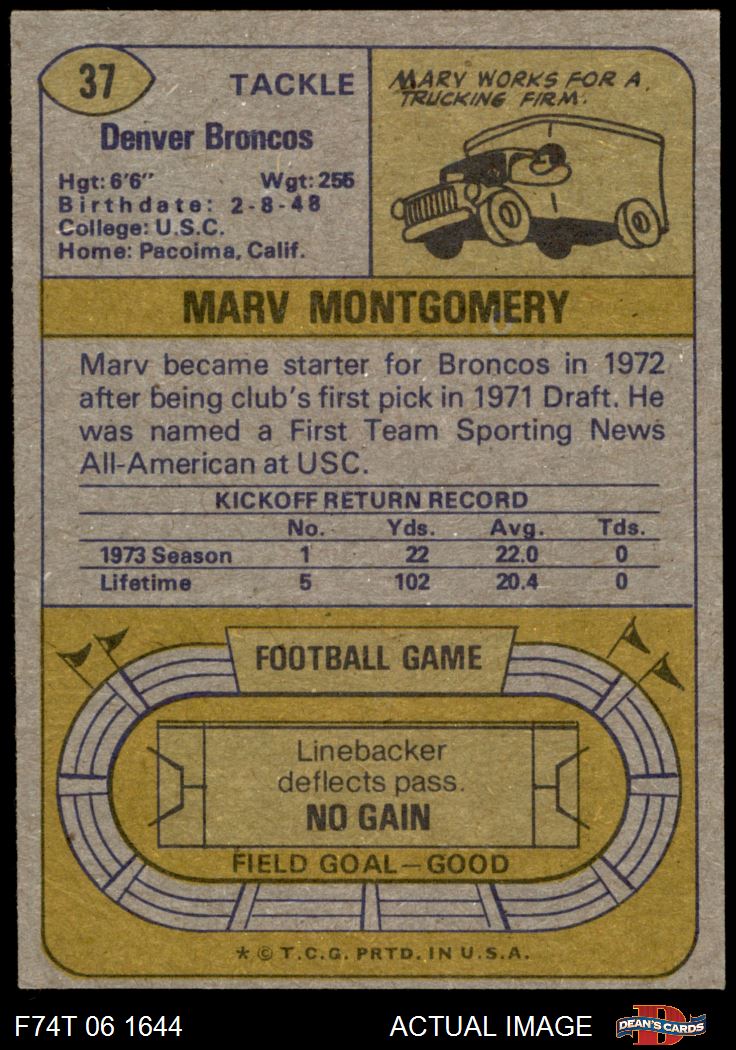 37
TACKLE
Denver Broncos
Hgt: 6'6" Wgt: 255
Birthdate: 2-8-48
College: U.S.C.
Home: Pacoima, Calif.
MARV WORKS FOR A
TRUCKING FIRM.
MARV MONTGOMERY
Marv became starter for Broncos in 1972
after being club's first pick in 1971 Draft. He
was named a First Team Sporting News
All-American at USC.
KICKOFF RETURN RECORD
No. Yds. Avg. Tds.
1973 Season 1 22 22.0 0
Lifetime 5 102 20.4 0
FOOTBALL GAME
Linebacker
deflects pass.
NO GAIN
FIELD GOAL—GOOD
* © T.C.G. PRTD. IN U.S.A.
F74T 06 1644 ACTUAL IMAGE
D
DEAN'S CARDS